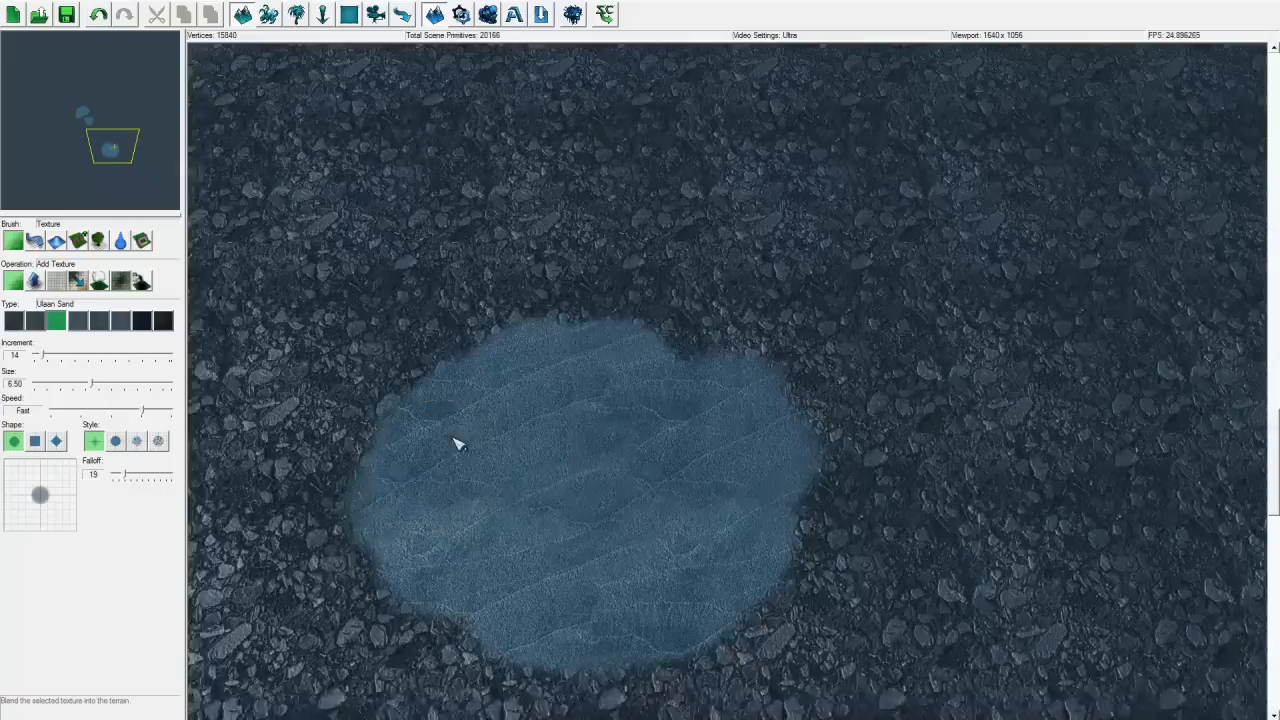 Vertices: 15840 Total Scene Primitives: 20166 Video Settings: Ultra Viewport: 1640 x 1056 FPS: 24.896265
Brush: Texture
Operation: Add Texture
Type: Ulaan Sand
Increment:
14
Size:
6.50
Speed:
Fast
Shape: Style:
Falloff:
19
Blend the selected texture into the terrain.